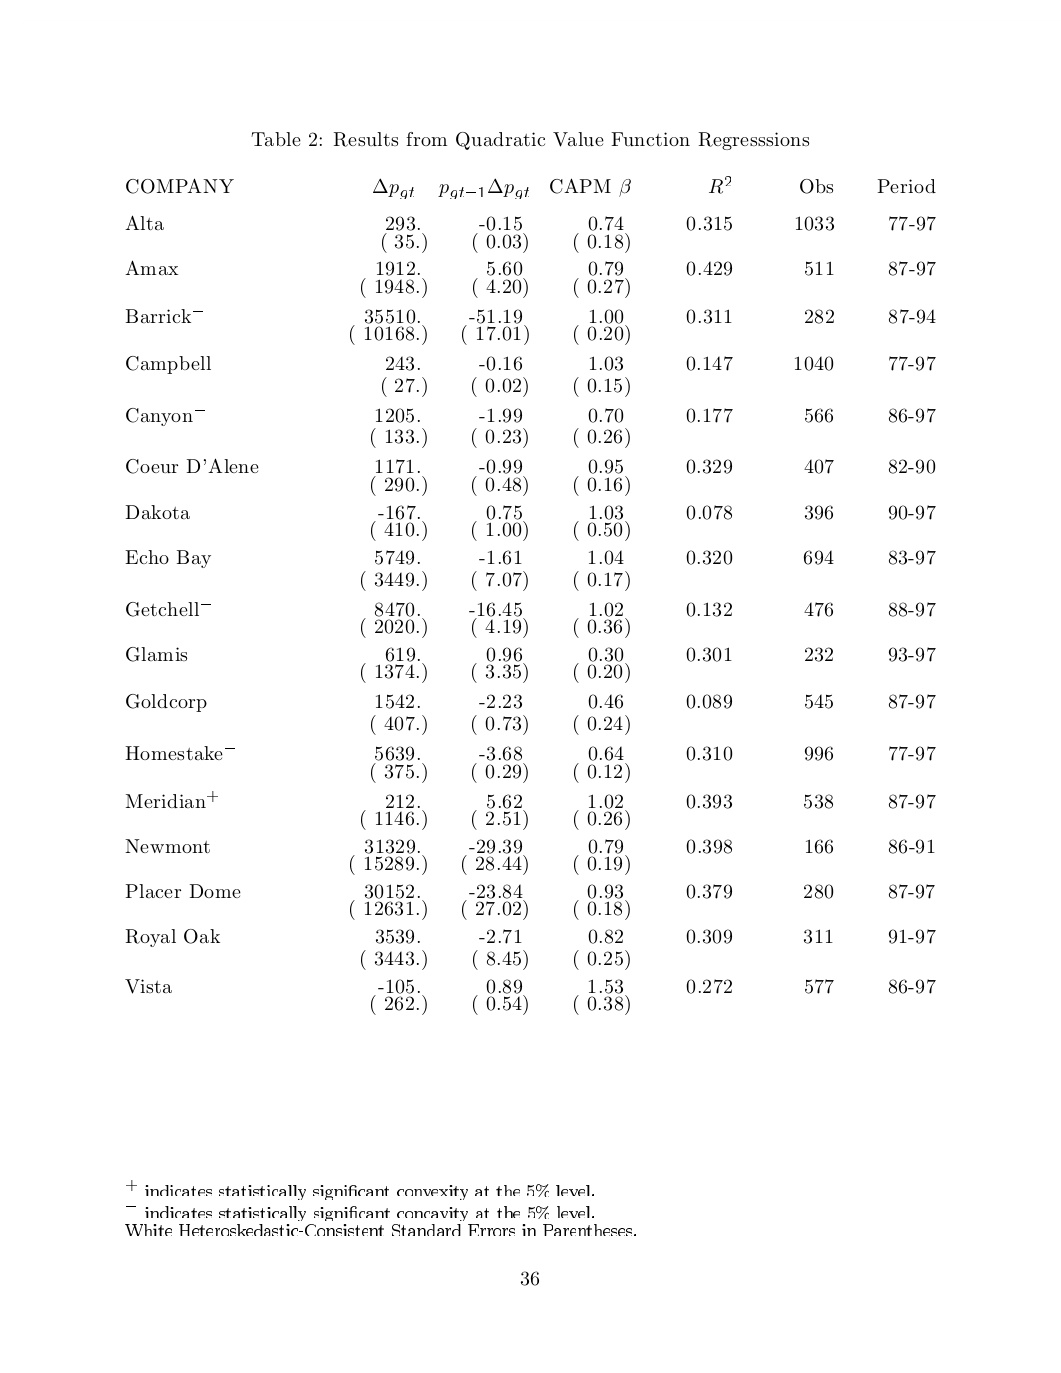 Table 2: Results from Quadratic Value Function Regresssions
COMPANY Δp_gt p_gt−1Δp_gt CAPM β R² Obs Period
Alta 293. -0.15 0.74 0.315 1033 77-97
( 35.) ( 0.03) ( 0.18)
Amax 1912. 5.60 0.79 0.429 511 87-97
( 1948.) ( 4.20) ( 0.27)
Barrick⁻ 35510. -51.19 1.00 0.311 282 87-94
( 10168.) ( 17.01) ( 0.20)
Campbell 243. -0.16 1.03 0.147 1040 77-97
( 27.) ( 0.02) ( 0.15)
Canyon⁻ 1205. -1.99 0.70 0.177 566 86-97
( 133.) ( 0.23) ( 0.26)
Coeur D'Alene 1171. -0.99 0.95 0.329 407 82-90
( 290.) ( 0.48) ( 0.16)
Dakota -167. 0.75 1.03 0.078 396 90-97
( 410.) ( 1.00) ( 0.50)
Echo Bay 5749. -1.61 1.04 0.320 694 83-97
( 3449.) ( 7.07) ( 0.17)
Getchell⁻ 8470. -16.45 1.02 0.132 476 88-97
( 2020.) ( 4.19) ( 0.36)
Glamis 619. 0.96 0.30 0.301 232 93-97
( 1374.) ( 3.35) ( 0.20)
Goldcorp 1542. -2.23 0.46 0.089 545 87-97
( 407.) ( 0.73) ( 0.24)
Homestake⁻ 5639. -3.68 0.64 0.310 996 77-97
( 375.) ( 0.29) ( 0.12)
Meridian⁺ 212. 5.62 1.02 0.393 538 87-97
( 1146.) ( 2.51) ( 0.26)
Newmont 31329. -29.39 0.79 0.398 166 86-91
( 15289.) ( 28.44) ( 0.19)
Placer Dome 30152. -23.84 0.93 0.379 280 87-97
( 12631.) ( 27.02) ( 0.18)
Royal Oak 3539. -2.71 0.82 0.309 311 91-97
( 3443.) ( 8.45) ( 0.25)
Vista -105. 0.89 1.53 0.272 577 86-97
( 262.) ( 0.54) ( 0.38)
⁺ indicates statistically significant convexity at the 5% level.
⁻ indicates statistically significant concavity at the 5% level.
White Heteroskedastic-Consistent Standard Errors in Parentheses.
36